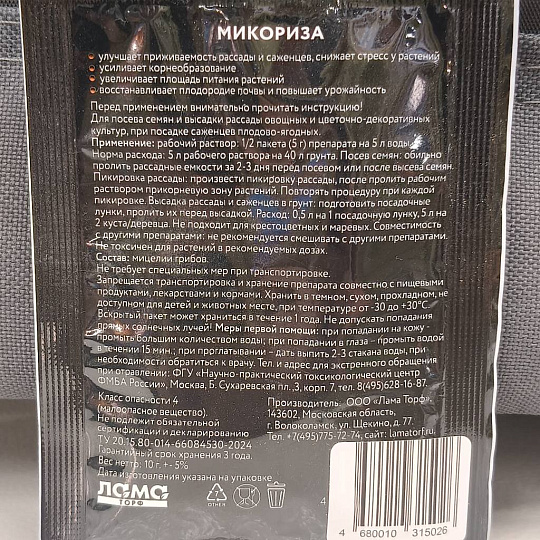 МИКОРИЗА
улучшает приживаемость рассады и саженцев, снижает стресс у растений
усиливает корнеобразование
увеличивает площадь питания растений
восстанавливает плодородие почвы и повышает урожайность
Перед применением внимательно прочитать инструкцию!
Для посева семян и высадки рассады овощных и цветочно-декоративных
культур, при посадке саженцев плодово-ягодных.
Применение: рабочий раствор: 1/2 пакета (5 г) препарата на 5 л воды.
Норма расхода: 5 л рабочего раствора на 40 л грунта. Посев семян: обильно
пролить рассадные емкости за 2-3 дня перед посевом или после высева семян.
Пикировка рассады: произвести пикировку рассады, после пролить рабочим
раствором прикорневую зону растений. Повторять процедуру при каждой
пикировке. Высадка рассады и саженцев в грунт: подготовить посадочные
лунки, пролить их перед высадкой. Расход: 0,5 л на 1 посадочную лунку, 5 л на
2 куста/деревца. Не подходит для крестоцветных и маревых. Совместимость
с другими препаратами: не рекомендуется смешивать с другими препаратами.
Не токсичен для растений в рекомендуемых дозах.
Состав: мицелии грибов.
Не требует специальных мер при транспортировке.
Запрещается транспортировка и хранение препарата совместно с пищевыми
продуктами, лекарствами и кормами. Хранить в темном, сухом, прохладном, не
доступном для детей и животных месте, при температуре от -30 до +30°С.
Вскрытый пакет может храниться в течение 1 года. Не допускать попадания
прямых солнечных лучей! Меры первой помощи: при попадании на кожу -
промыть большим количеством воды; при попадании в глаза – промыть водой
в течении 15 мин.; при проглатывании – дать выпить 2-3 стакана воды, при
необходимости обратиться к врачу. Тел. и адрес для экстренного обращения
при отравлении: ФГУ «Научно-практический токсикологический центр
ФМБА России», Москва, Б. Сухаревская пл.,3, корп. 7, тел. 8(495)628-16-87.
Класс опасности 4
(малоопасное вещество).
Не подлежит обязательной
сертификации и декларированию
ТУ 20.15.80-014-66084530-2024
Гарантийный срок хранения 3 года.
Вес нетто: 10 г. +- 5%
Дата изготовления указана на упаковке
Производитель: ООО «Лама Торф».
143602, Московская область,
г. Волоколамск, ул. Щекино, д. 77.
Тел. +7(495)775-72-74, сайт: lamatorf.ru
лама
ТОРФ
7
OTHER
4
4 680010 315026